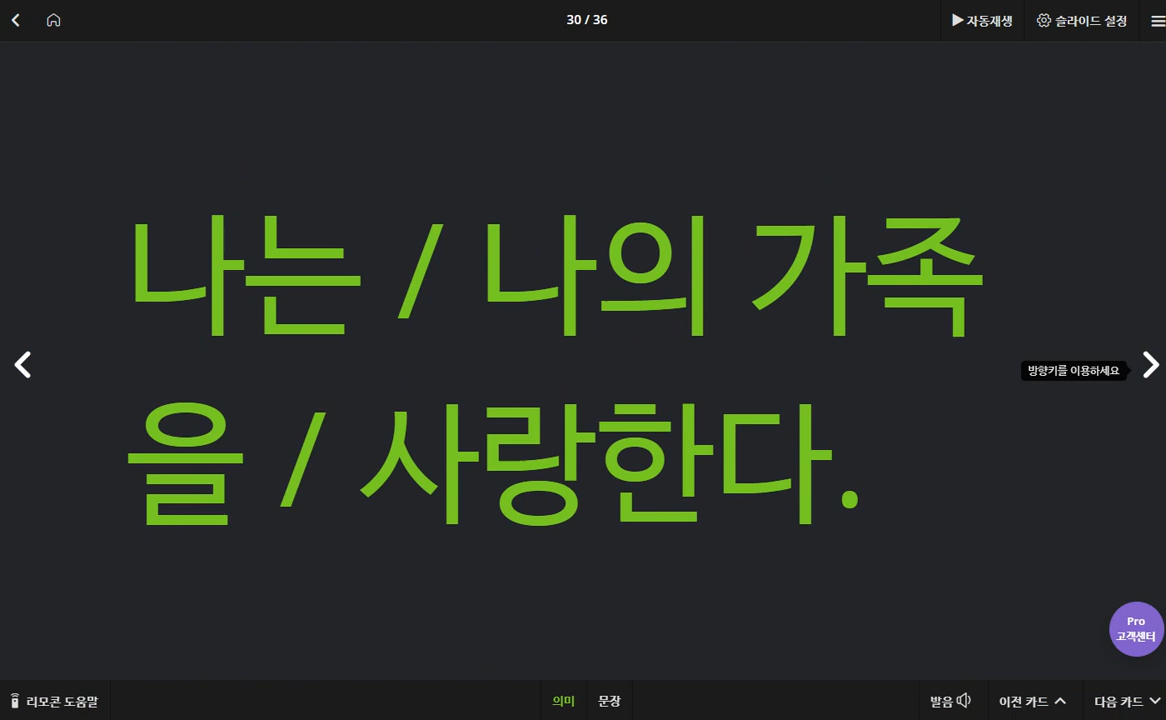 30 / 36
자동재생
슬라이드 설정
나는 / 나의 가족
을 / 사랑한다.
방향키를 이용하세요
Pro
고객센터
리모콘 도움말
의미
문장
발음
이전 카드
다음 카드